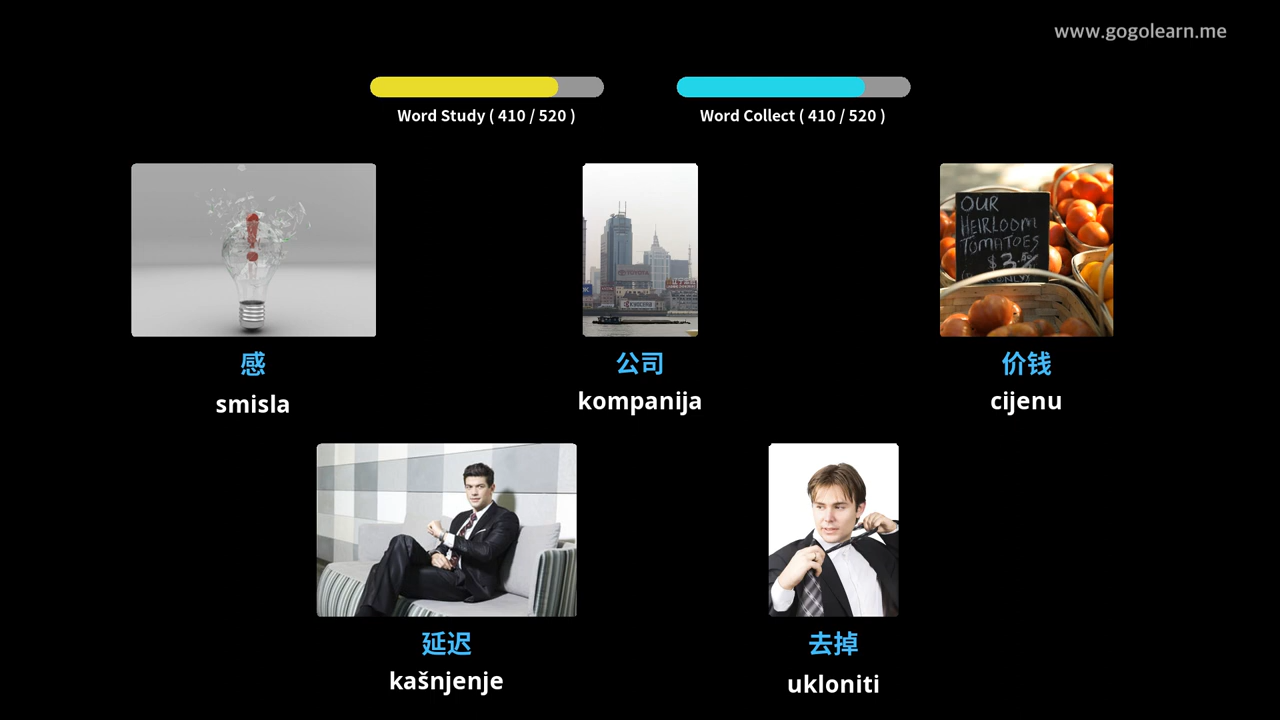 www.gogolearn.me
Word Study ( 410 / 520 )
Word Collect ( 410 / 520 )
OUR
HEIRLOOM
TOMATOES
TOYOTA
感
公司
价钱
smisla
kompanija
cijenu
延迟
去掉
kašnjenje
ukloniti